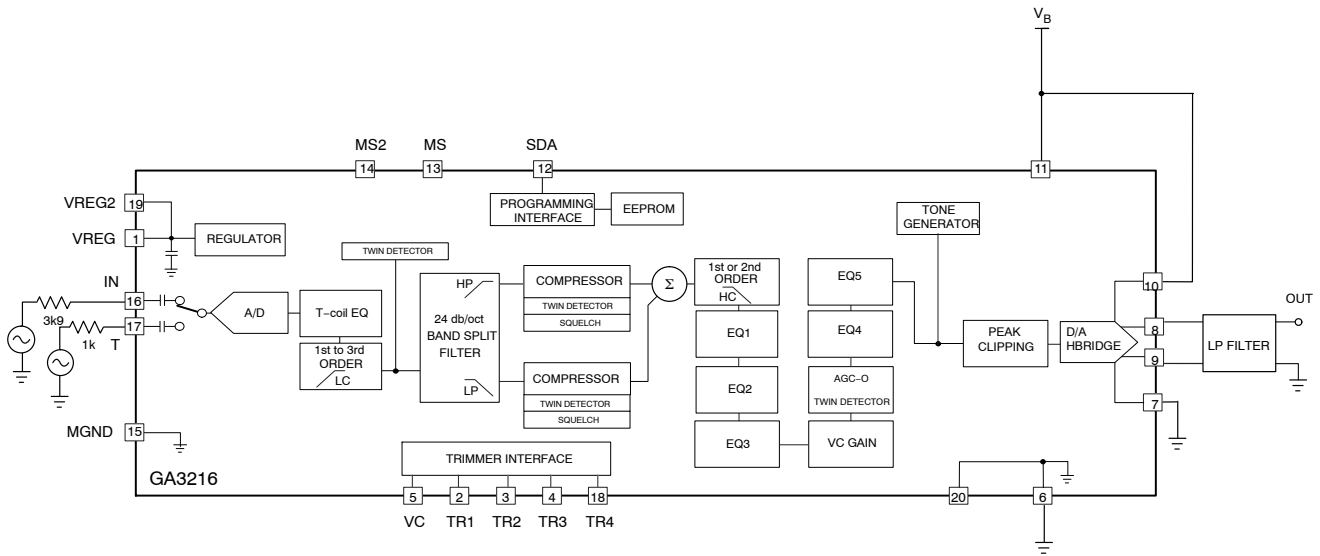 VB
MS2
MS
SDA
14
13
12
11
VREG2
19
PROGRAMMING
INTERFACE
EEPROM
TONE
GENERATOR
VREG
1
REGULATOR
TWIN DETECTOR
IN
16
3k9
17
1k
T
A/D
T−coil EQ
1st to 3rd
ORDER
LC
HP
24 db/oct
BAND SPLIT
FILTER
LP
COMPRESSOR
TWIN DETECTOR
SQUELCH
COMPRESSOR
TWIN DETECTOR
SQUELCH
Σ
1st or 2nd
ORDER
HC
EQ1
EQ2
EQ3
EQ5
EQ4
AGC−O
TWIN DETECTOR
VC GAIN
PEAK
CLIPPING
D/A
HBRIDGE
10
8
9
7
LP FILTER
OUT
MGND
15
GA3216
TRIMMER INTERFACE
5
2
3
4
18
20
6
VC
TR1
TR2
TR3
TR4